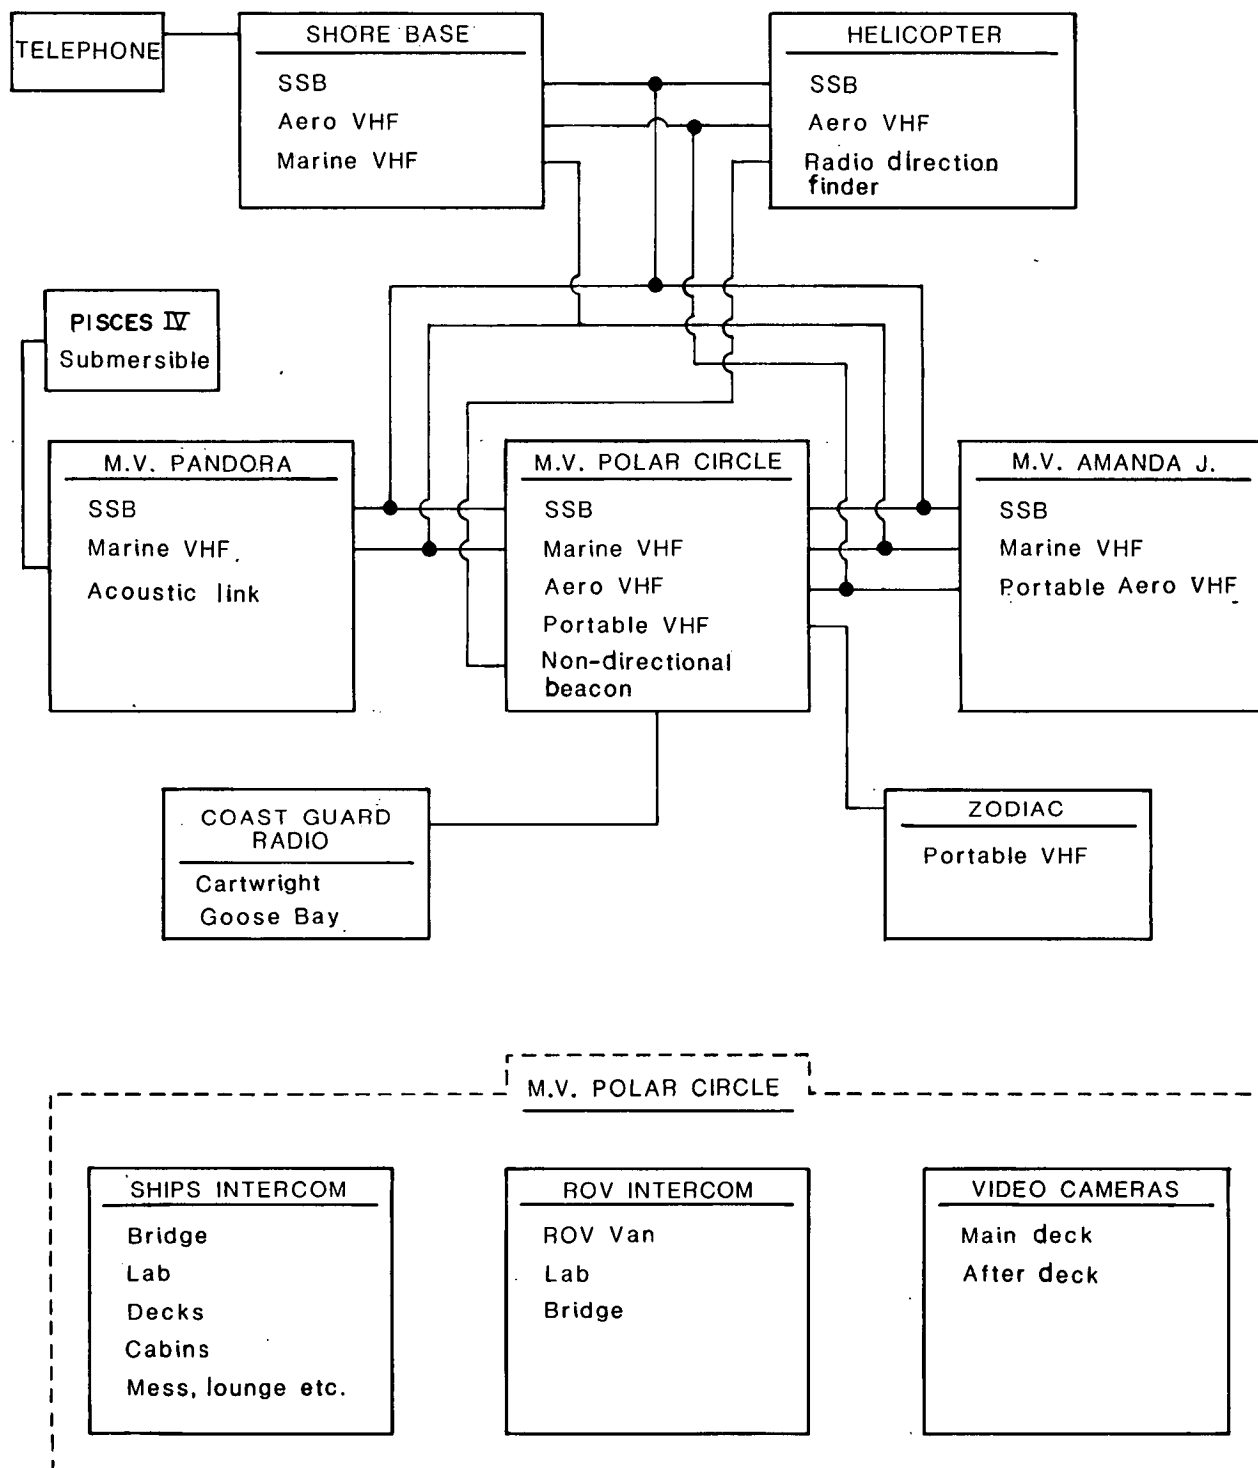 TELEPHONE
SHORE BASE
SSB
Aero VHF
Marine VHF
HELICOPTER
SSB
Aero VHF
Radio direction
finder
PISCES IV
Submersible
M.V. PANDORA
SSB
Marine VHF
Acoustic link
M.V. POLAR CIRCLE
SSB
Marine VHF
Aero VHF
Portable VHF
Non-directional
beacon
M.V. AMANDA J.
SSB
Marine VHF
Portable Aero VHF
COAST GUARD
RADIO
Cartwright
Goose Bay
ZODIAC
Portable VHF
M.V. POLAR CIRCLE
SHIPS INTERCOM
Bridge
Lab
Decks
Cabins
Mess, lounge etc.
ROV INTERCOM
ROV Van
Lab
Bridge
VIDEO CAMERAS
Main deck
After deck